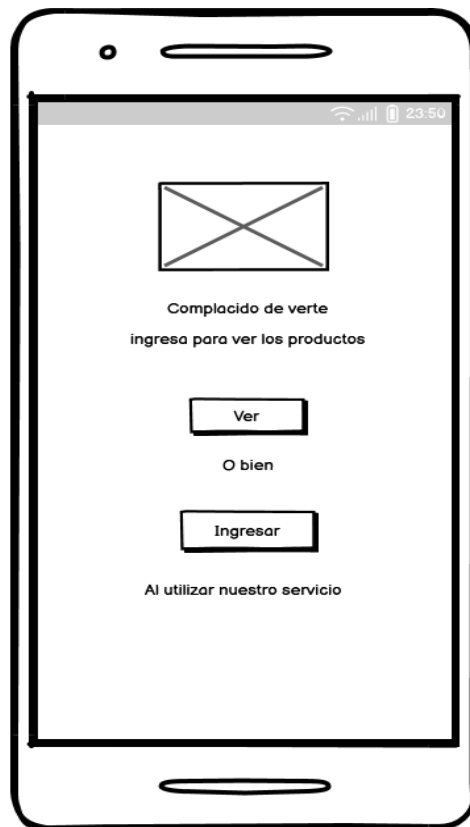 23:50
Complacido de verte
ingresa para ver los productos
Ver
O bien
Ingresar
Al utilizar nuestro servicio